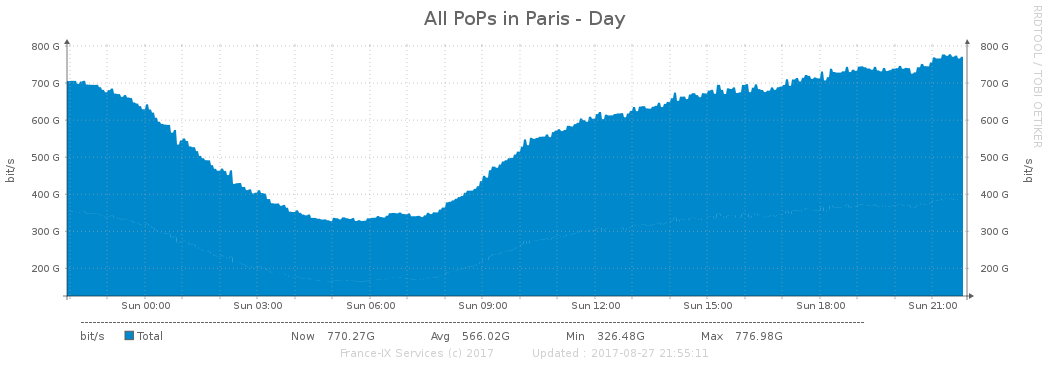 All PoPs in Paris - Day
RRDTOOL / TOBI OETIKER
800 G 800 G
700 G 700 G
600 G 600 G
500 G 500 G
400 G 400 G
300 G 300 G
200 G 200 G
bit/s bit/s
Sun 00:00 Sun 03:00 Sun 06:00 Sun 09:00 Sun 12:00 Sun 15:00 Sun 18:00 Sun 21:00
bit/s Total Now 770.27G Avg 566.02G Min 326.48G Max 776.98G
France-IX Services (c) 2017 Updated : 2017-08-27 21:55:11